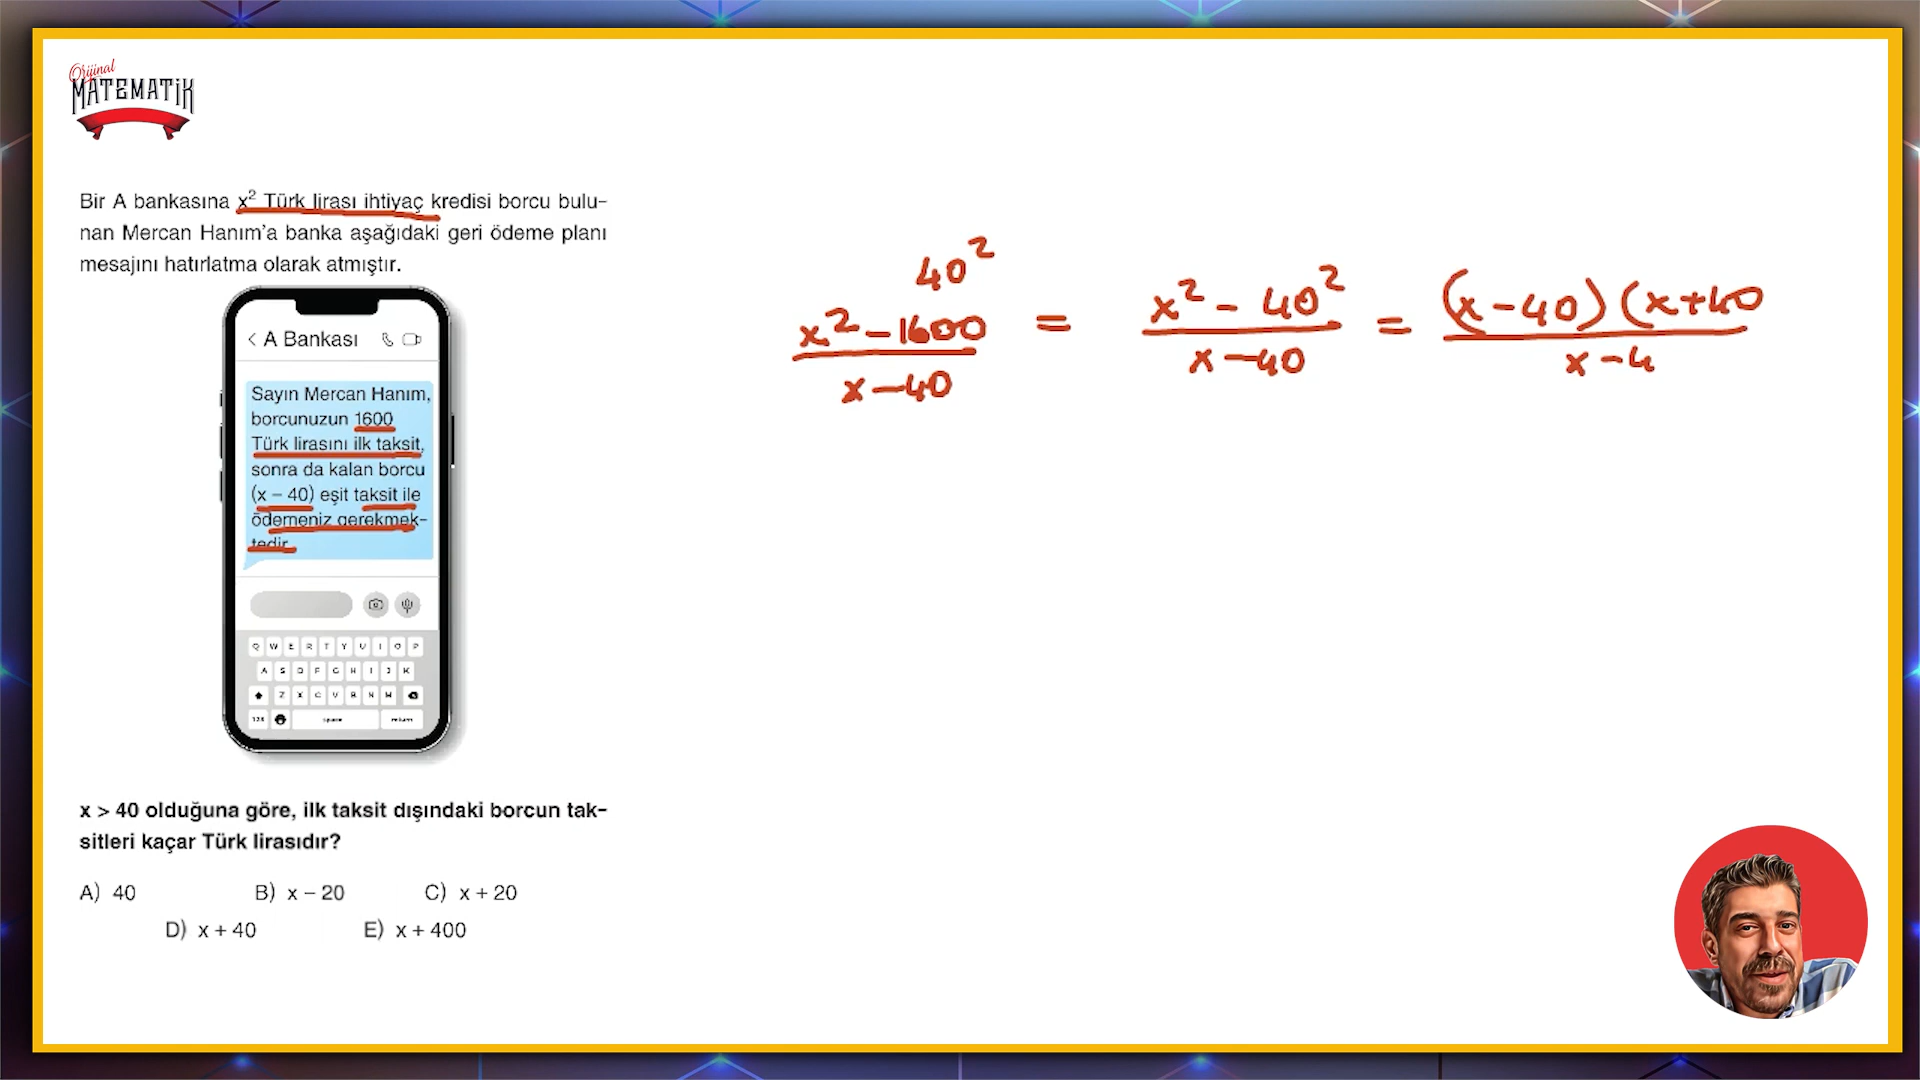 Orijinal
MATEMATİK
Bir A bankasına x² Türk lirası ihtiyaç kredisi borcu bulu-
nan Mercan Hanım'a banka aşağıdaki geri ödeme planı
mesajını hatırlatma olarak atmıştır.
< A Bankası
Sayın Mercan Hanım,
borcunuzun 1600
Türk lirasını ilk taksit,
sonra da kalan borcu
(x – 40) eşit taksit ile
ödemeniz gerekmek-
tedir.
Q W E R T Y U I O P
A S D F G H I J K
Z X C V B N M
123 space return
x > 40 olduğuna göre, ilk taksit dışındaki borcun tak-
sitleri kaçar Türk lirasıdır?
A) 40 B) x – 20 C) x + 20
D) x + 40 E) x + 400
40²
x² – 1600 = x² – 40² = (x – 40) (x + 40
x – 40 x – 40 x – 4